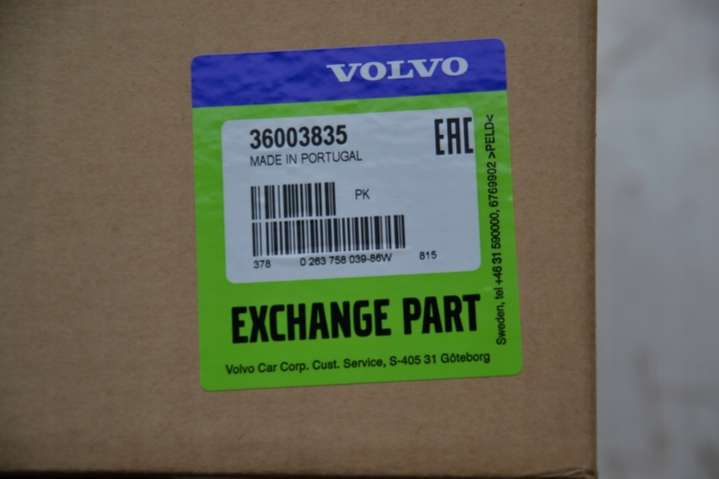 VOLVO
36003835
EAC
MADE IN PORTUGAL
PK
378 0 263 758 039-86W 815
EXCHANGE PART
Volvo Car Corp. Cust. Service, S-405 31 Göteborg
Sweden, tel +46 31 590000, 6769902 >PELD<